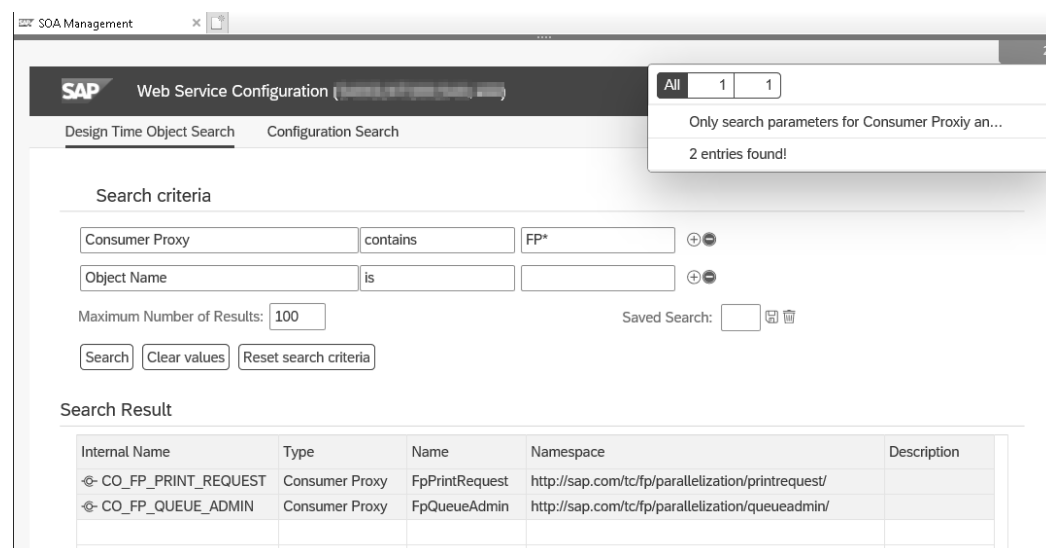 SAP SOA Management
2
SAP Web Service Configuration (
All 1 1
Only search parameters for Consumer Proxiy an...
2 entries found!
Design Time Object Search Configuration Search
Search criteria
Consumer Proxy contains FP*
Object Name is
Maximum Number of Results: 100 Saved Search:
Search Clear values Reset search criteria
Search Result
Internal Name Type Name Namespace Description
CO_FP_PRINT_REQUEST Consumer Proxy FpPrintRequest http://sap.com/tc/fp/parallelization/printrequest/
CO_FP_QUEUE_ADMIN Consumer Proxy FpQueueAdmin http://sap.com/tc/fp/parallelization/queueadmin/